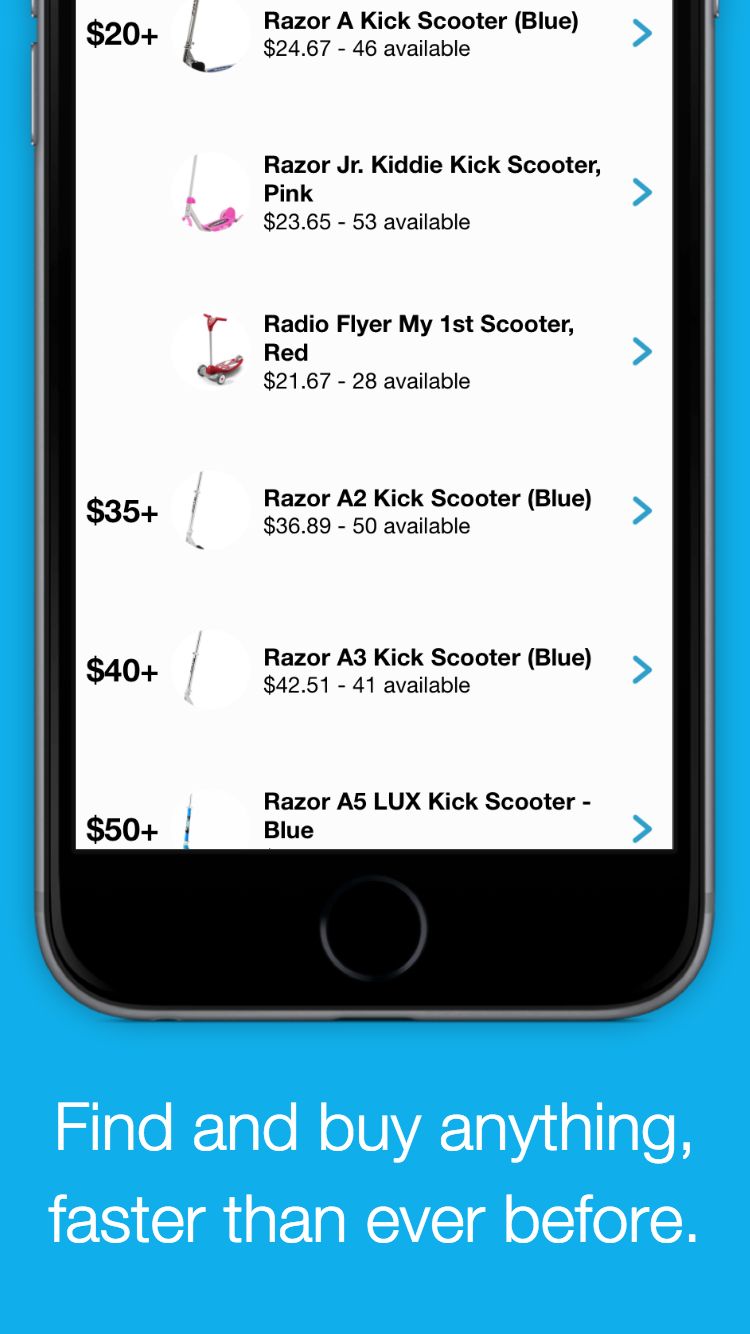 $20+
Razor A Kick Scooter (Blue)
$24.67 - 46 available
Razor Jr. Kiddie Kick Scooter,
Pink
$23.65 - 53 available
Radio Flyer My 1st Scooter,
Red
$21.67 - 28 available
$35+
Razor A2 Kick Scooter (Blue)
$36.89 - 50 available
$40+
Razor A3 Kick Scooter (Blue)
$42.51 - 41 available
$50+
Razor A5 LUX Kick Scooter -
Blue
Find and buy anything,
faster than ever before.